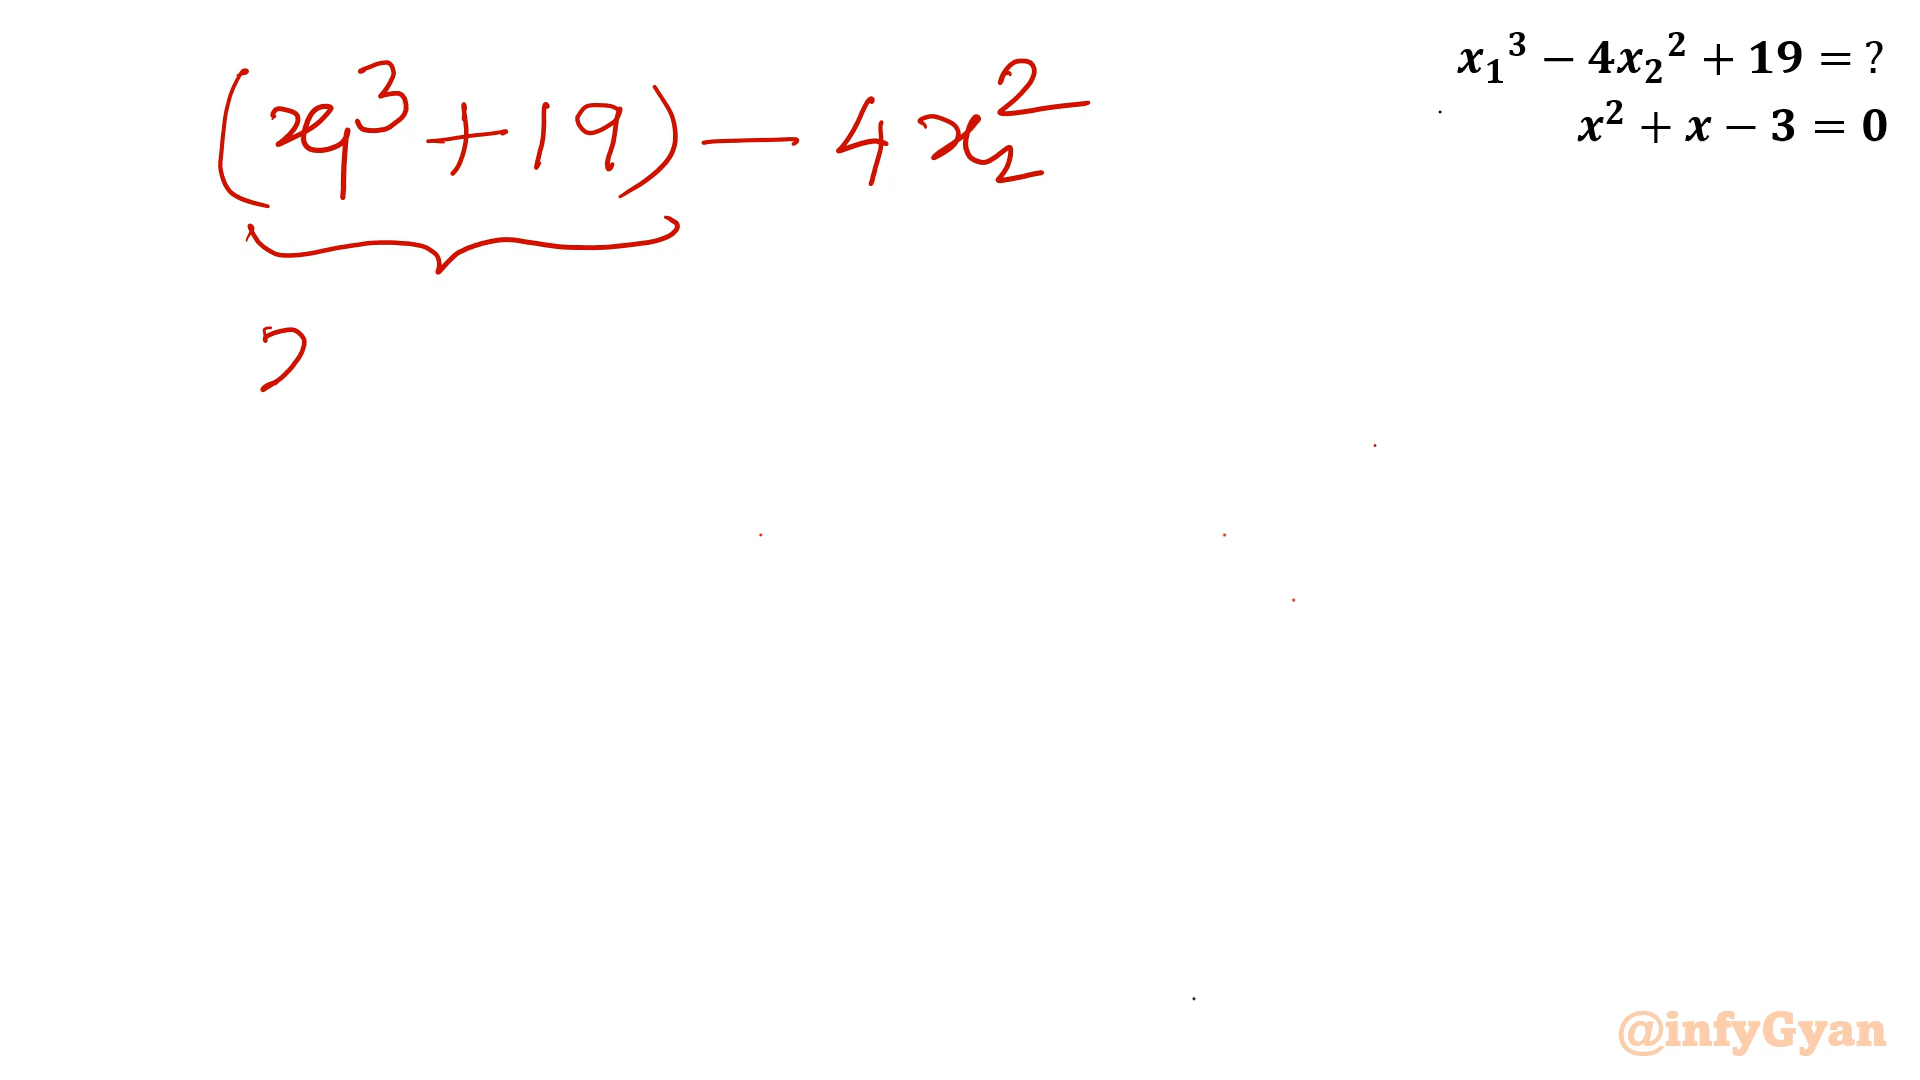 x₁³ − 4x₂² + 19 = ?
x² + x − 3 = 0
(x₁³ + 19) − 4x₂²
@infyGyan